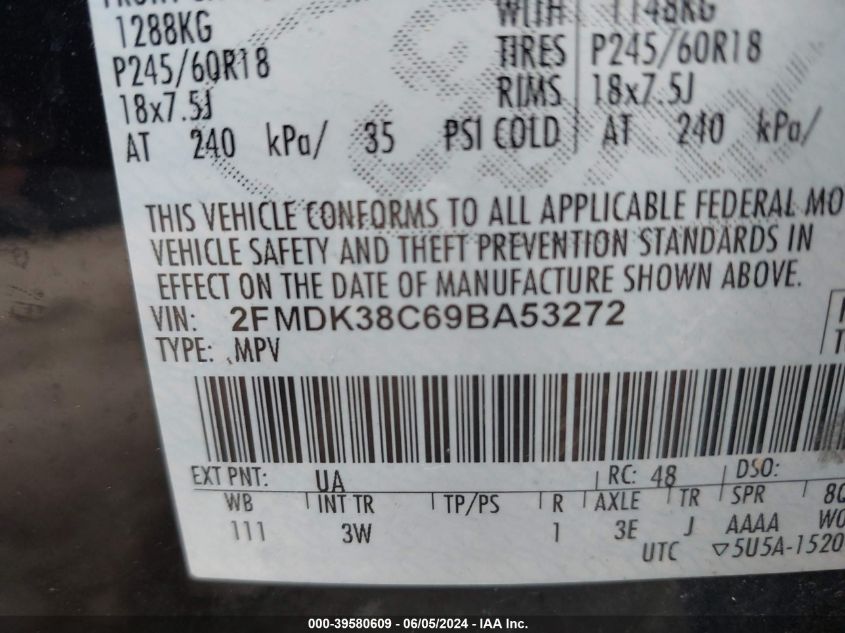 1288KG WITH 1148KG
P245/60R18 TIRES P245/60R18
18x7.5J RIMS 18x7.5J
AT 240 kPa/ 35 PSI COLD AT 240 kPa/
THIS VEHICLE CONFORMS TO ALL APPLICABLE FEDERAL MO
VEHICLE SAFETY AND THEFT PREVENTION STANDARDS IN
EFFECT ON THE DATE OF MANUFACTURE SHOWN ABOVE.
VIN: 2FMDK38C69BA53272
TYPE: MPV
EXT PNT: UA RC: 48 DSO:
WB INT TR TP/PS R AXLE TR SPR
111 3W 1 3E J AAAA
UTC ▽5U5A-1520
000-39580609 | 06/05/2024 | IAA Inc.